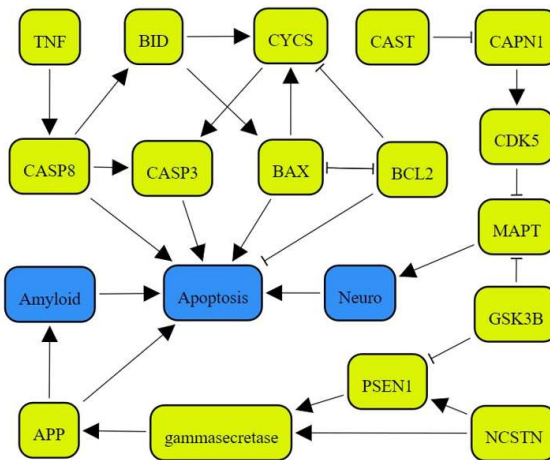 TNF
BID
CYCS
CAST
CAPN1
CASP8
CASP3
BAX
BCL2
CDK5
MAPT
Amyloid
Apoptosis
Neuro
GSK3B
PSEN1
APP
gammasecretase
NCSTN